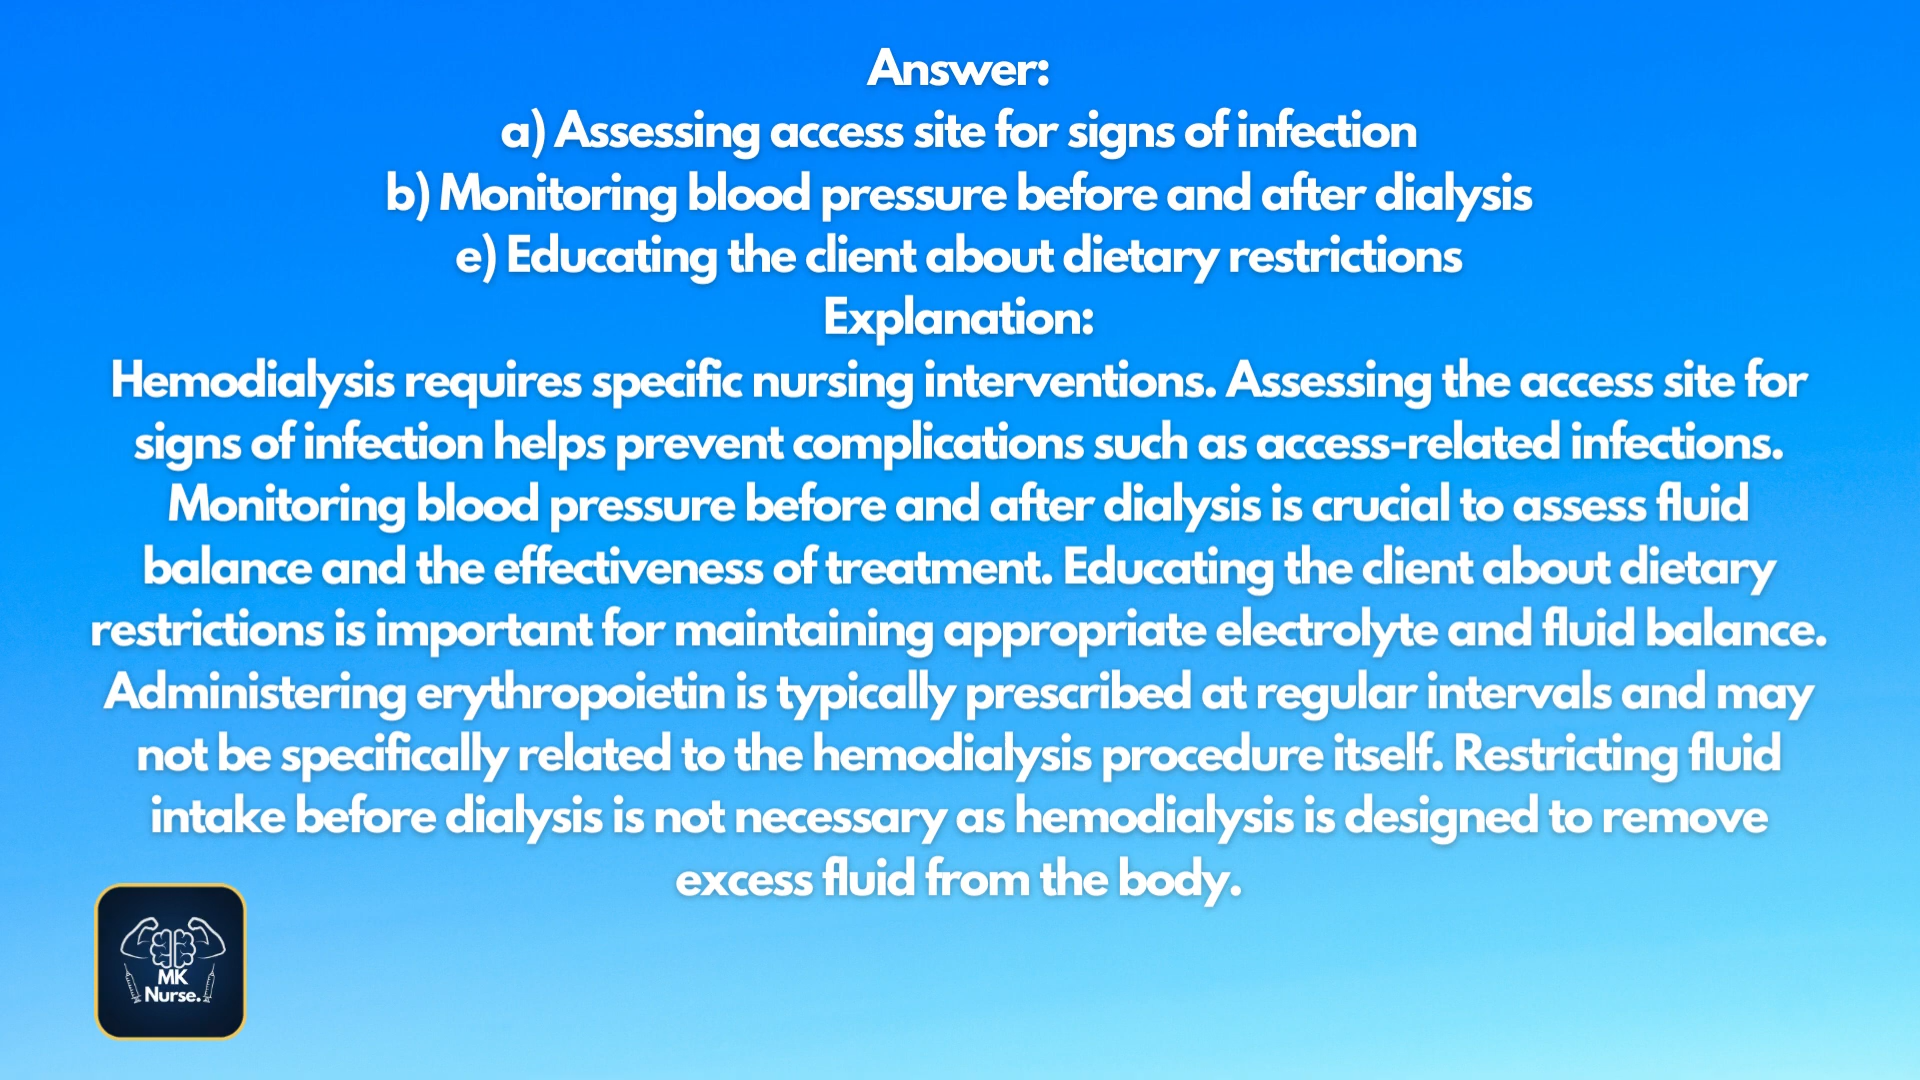 Answer:
a) Assessing access site for signs of infection
b) Monitoring blood pressure before and after dialysis
e) Educating the client about dietary restrictions
Explanation:
Hemodialysis requires specific nursing interventions. Assessing the access site for
signs of infection helps prevent complications such as access-related infections.
Monitoring blood pressure before and after dialysis is crucial to assess fluid
balance and the effectiveness of treatment. Educating the client about dietary
restrictions is important for maintaining appropriate electrolyte and fluid balance.
Administering erythropoietin is typically prescribed at regular intervals and may
not be specifically related to the hemodialysis procedure itself. Restricting fluid
intake before dialysis is not necessary as hemodialysis is designed to remove
excess fluid from the body.
MK
Nurse.